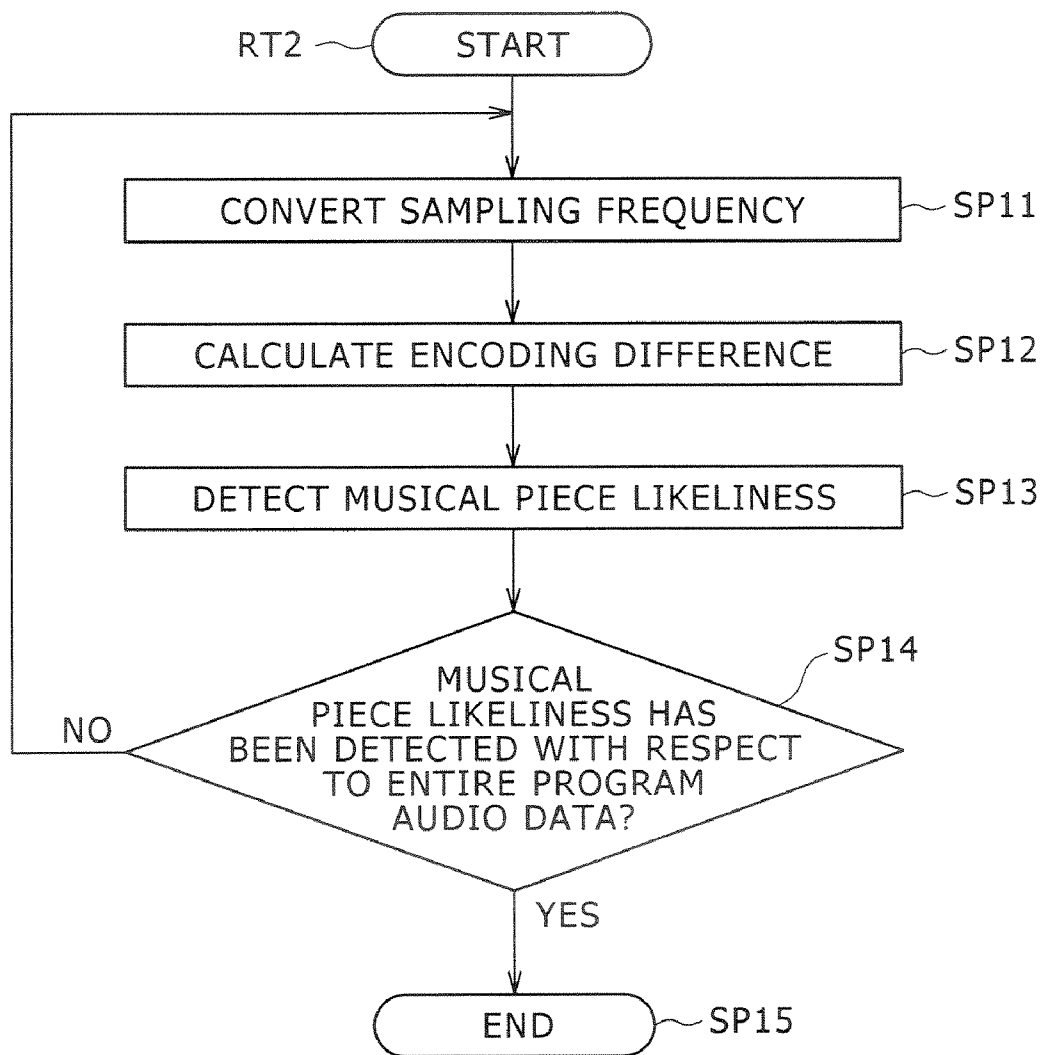 RT2
START
CONVERT SAMPLING FREQUENCY
SP11
CALCULATE ENCODING DIFFERENCE
SP12
DETECT MUSICAL PIECE LIKELINESS
SP13
SP14
MUSICAL
PIECE LIKELINESS HAS
BEEN DETECTED WITH RESPECT
TO ENTIRE PROGRAM
AUDIO DATA?
NO
YES
END
SP15